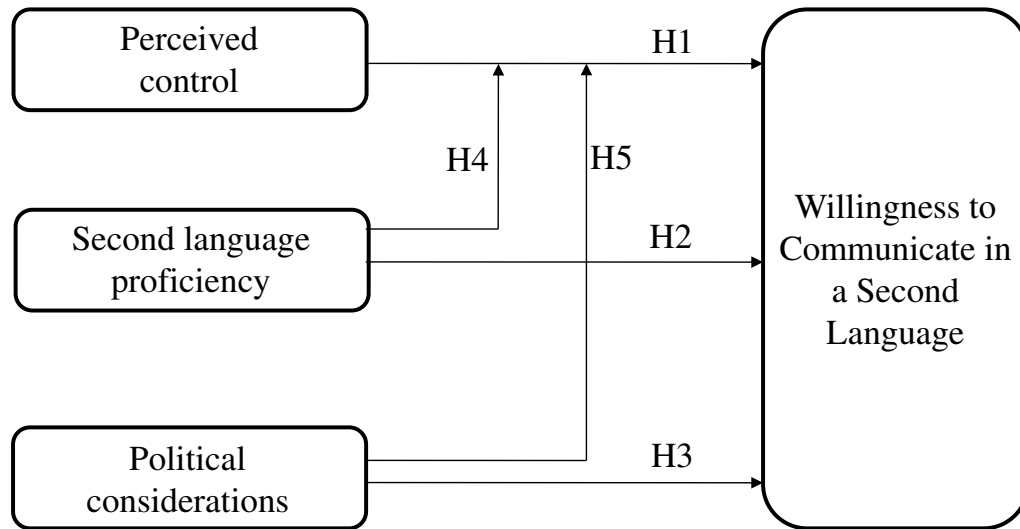 Perceived
control
H1
H4
H5
Second language
proficiency
H2
Willingness to
Communicate in
a Second
Language
Political
considerations
H3